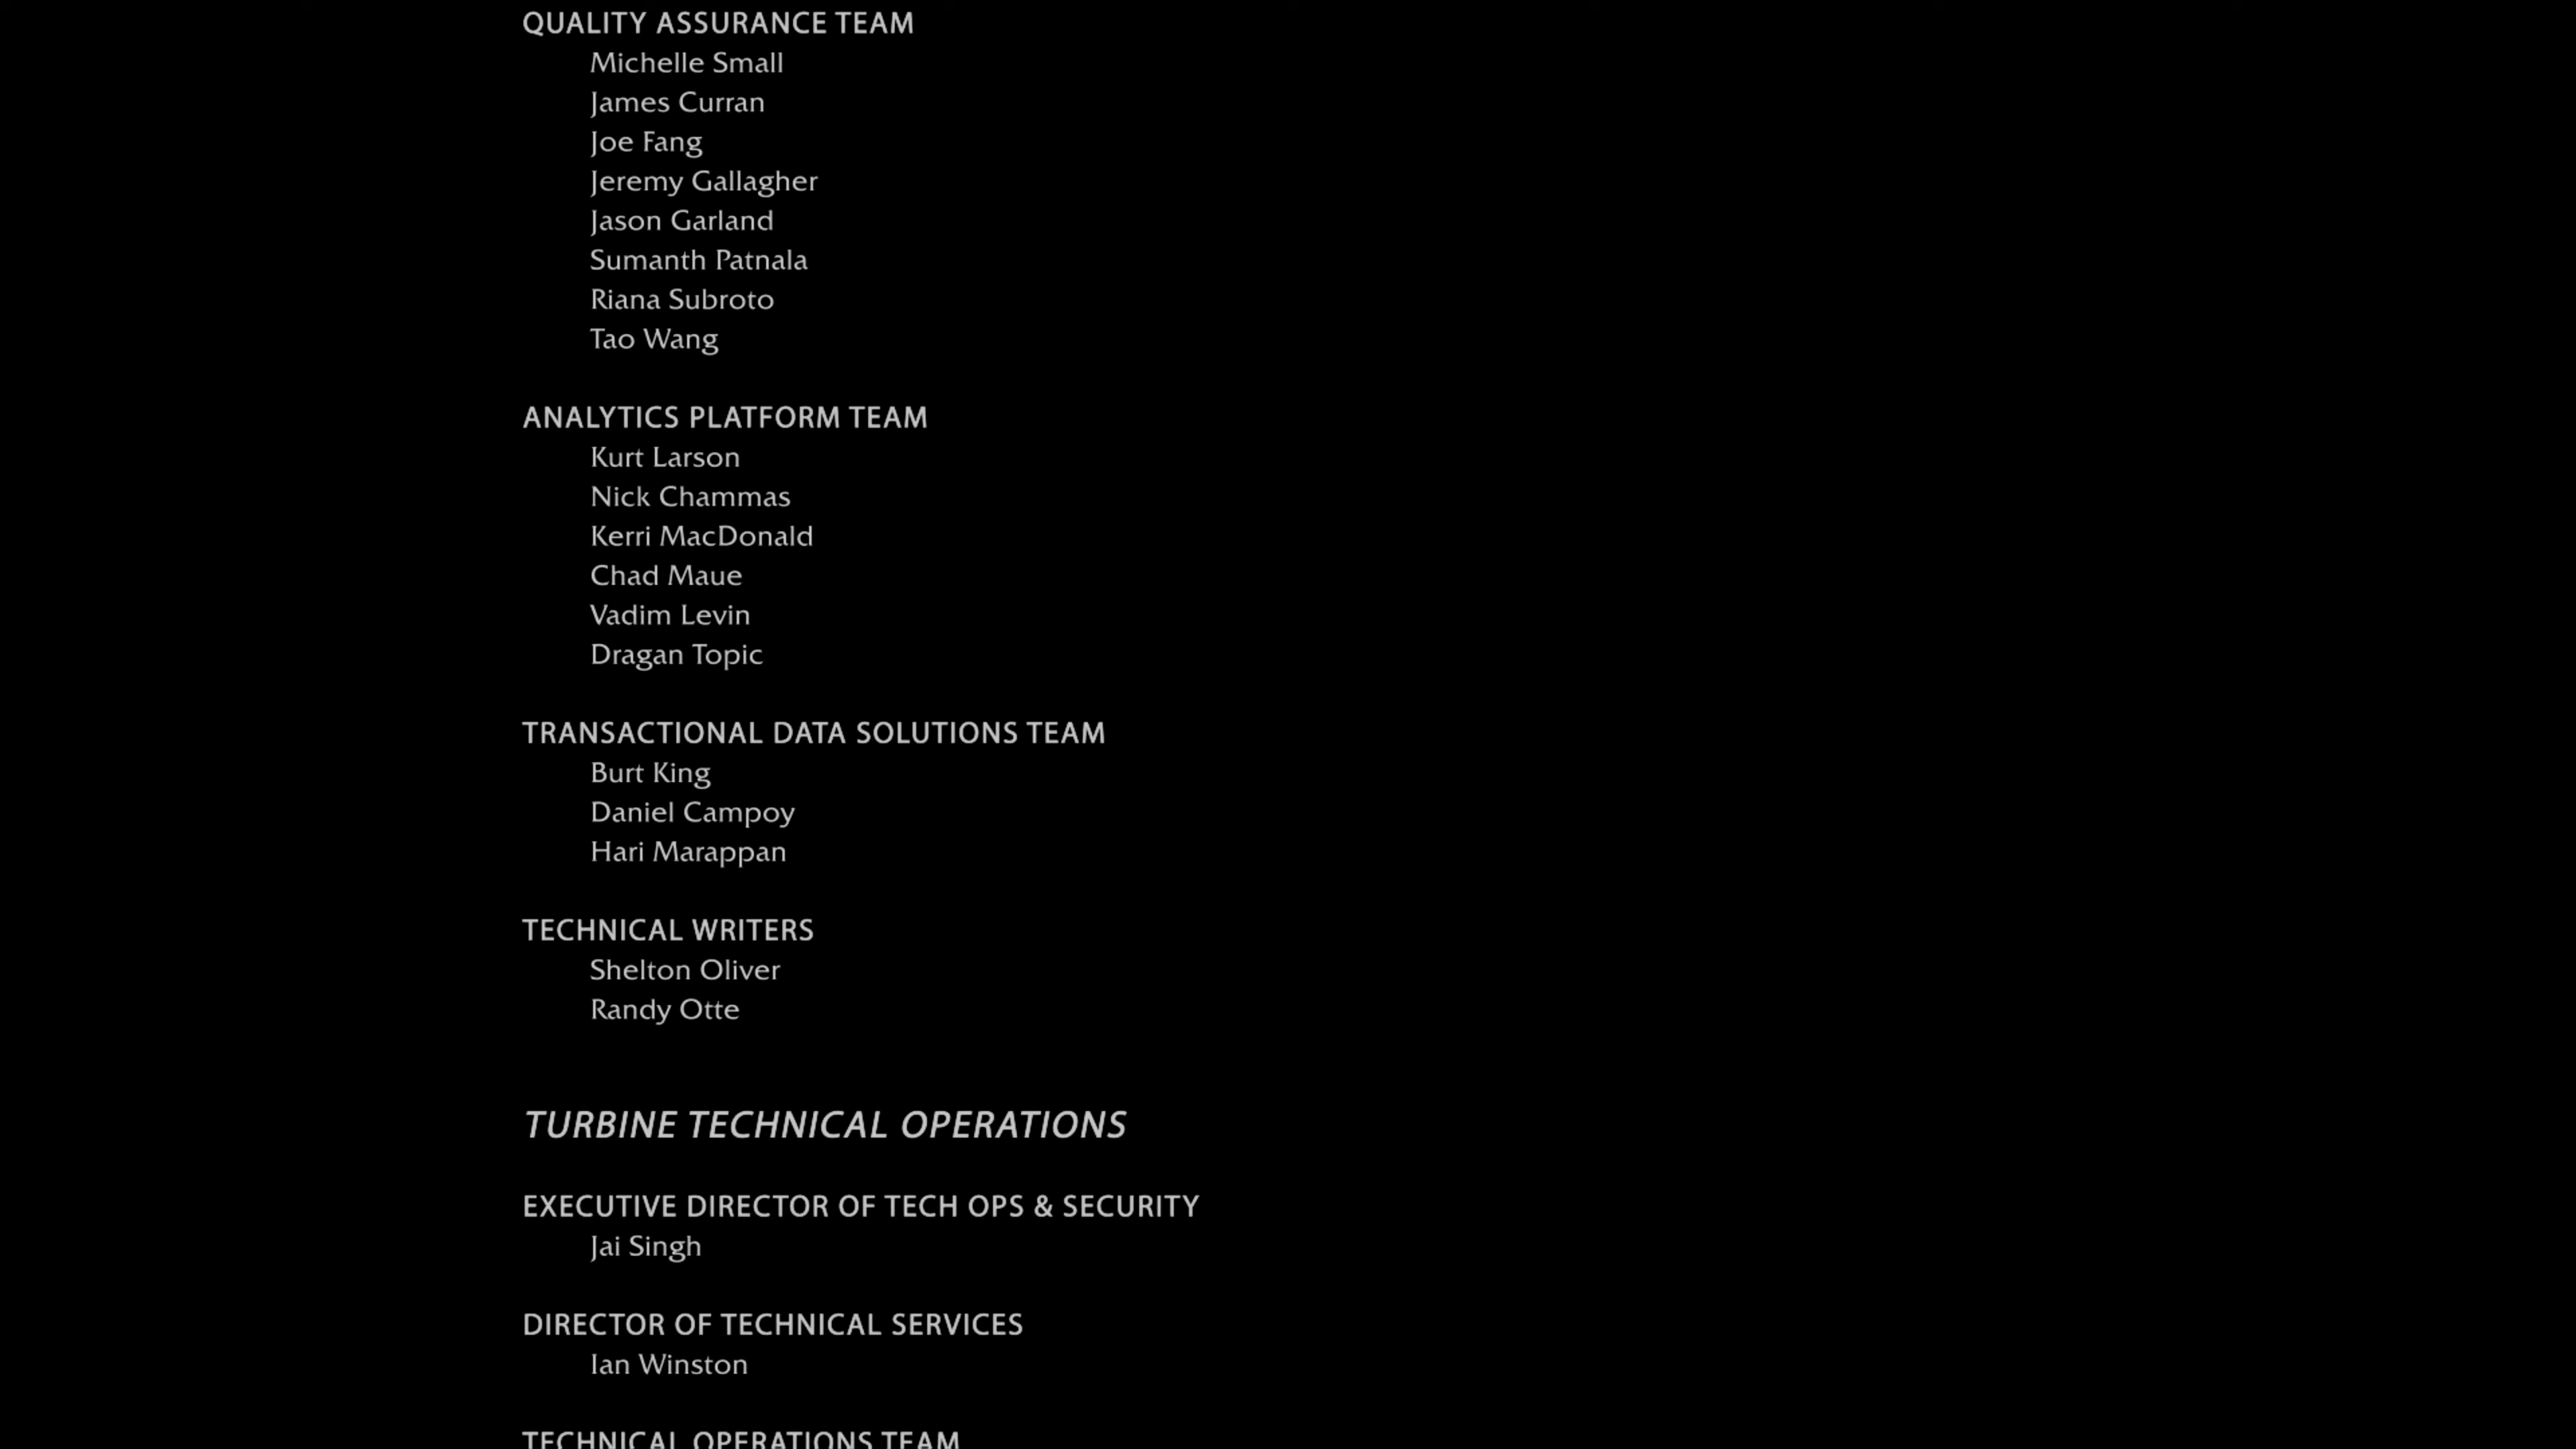 QUALITY ASSURANCE TEAM
Michelle Small
James Curran
Joe Fang
Jeremy Gallagher
Jason Garland
Sumanth Patnala
Riana Subroto
Tao Wang
ANALYTICS PLATFORM TEAM
Kurt Larson
Nick Chammas
Kerri MacDonald
Chad Maue
Vadim Levin
Dragan Topic
TRANSACTIONAL DATA SOLUTIONS TEAM
Burt King
Daniel Campoy
Hari Marappan
TECHNICAL WRITERS
Shelton Oliver
Randy Otte
TURBINE TECHNICAL OPERATIONS
EXECUTIVE DIRECTOR OF TECH OPS & SECURITY
Jai Singh
DIRECTOR OF TECHNICAL SERVICES
Ian Winston
TECHNICAL OPERATIONS TEAM